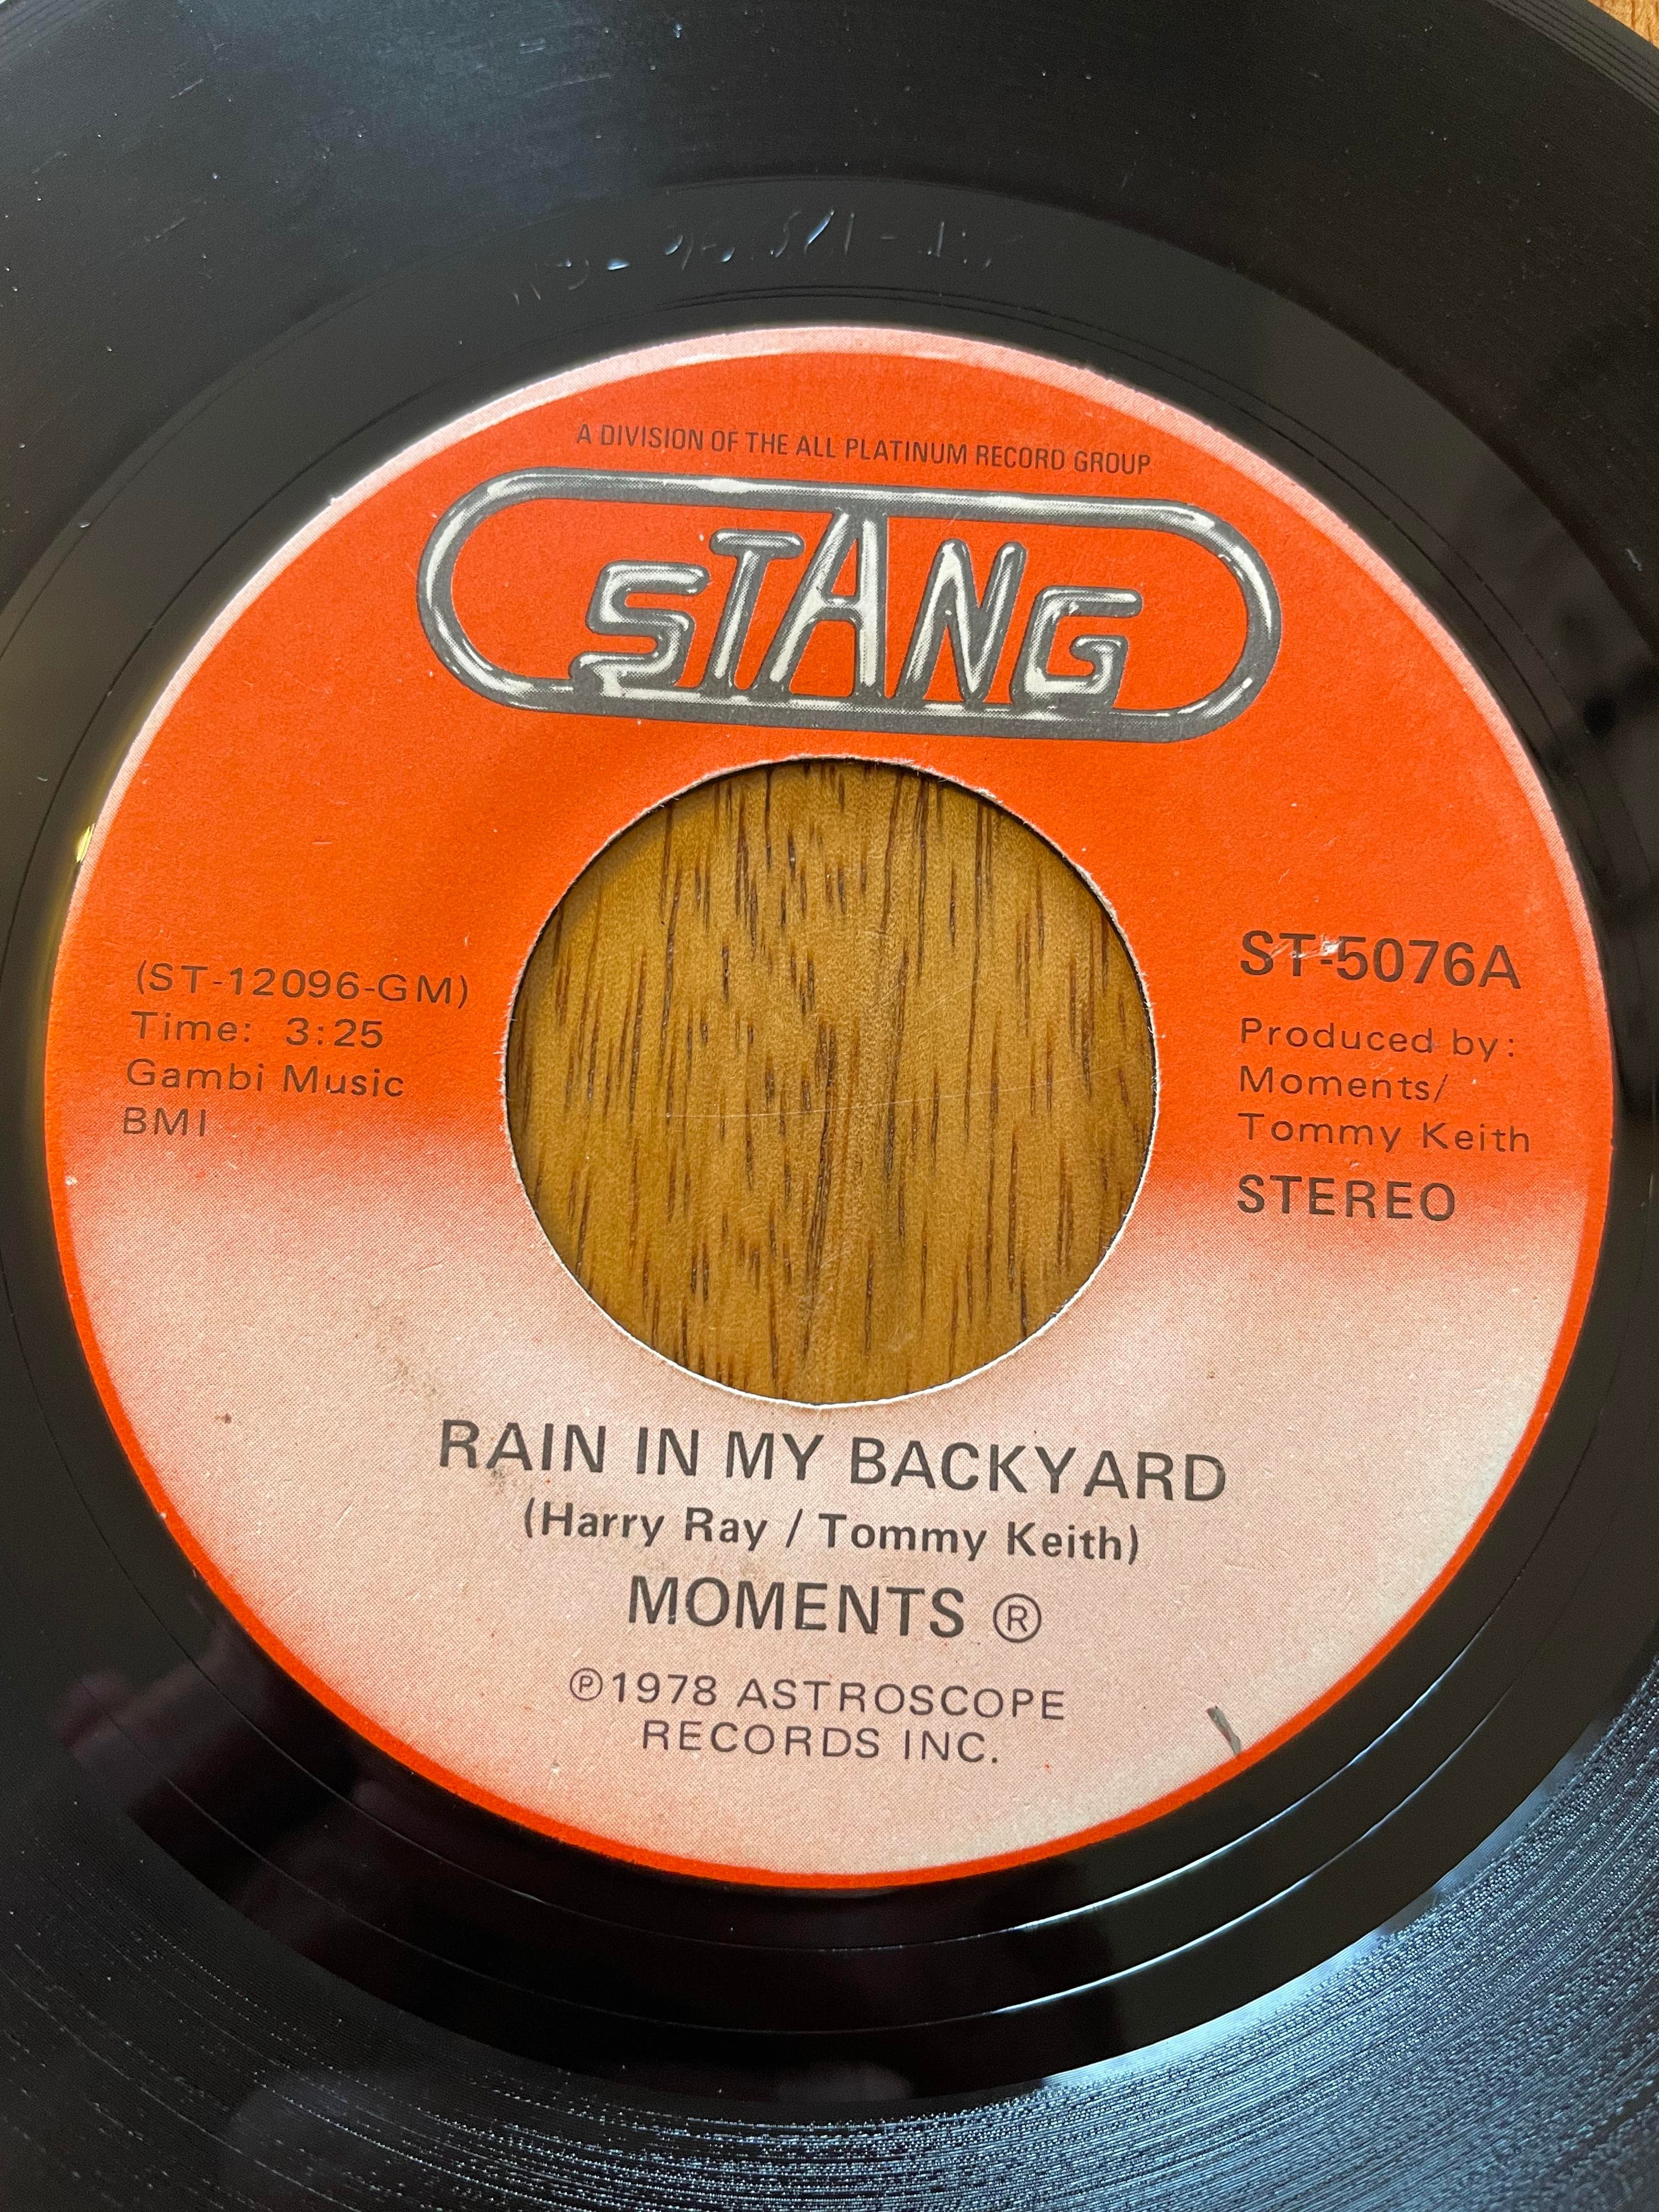 A DIVISION OF THE ALL PLATINUM RECORD GROUP
STANG
(ST-12096-GM)
Time: 3:25
Gambi Music
BMI
ST-5076A
Produced by:
Moments/
Tommy Keith
STEREO
RAIN IN MY BACKYARD
(Harry Ray / Tommy Keith)
MOMENTS ®
℗1978 ASTROSCOPE
RECORDS INC.